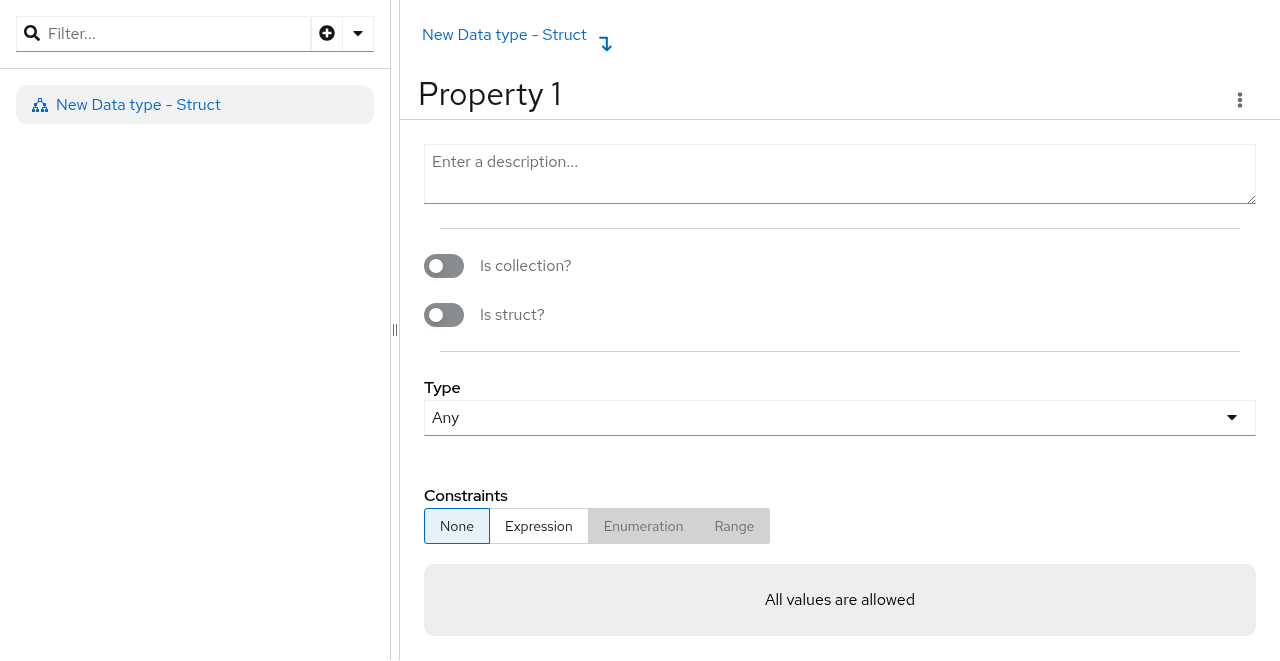 Filter...
New Data type - Struct
New Data type - Struct
Property 1
Enter a description...
Is collection?
Is struct?
Type
Any
Constraints
None Expression Enumeration Range
All values are allowed